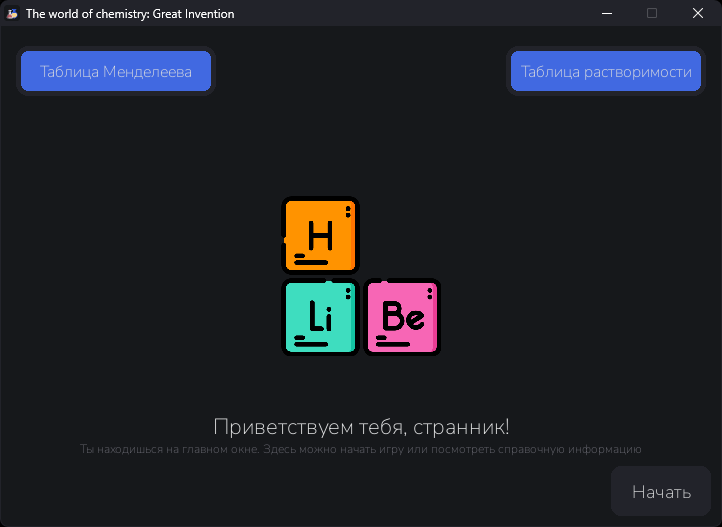 The world of chemistry: Great Invention
Таблица Менделеева
Таблица растворимости
H
Li
Be
Приветствуем тебя, странник!
Ты находишься на главном окне. Здесь можно начать игру или посмотреть справочную информацию
Начать